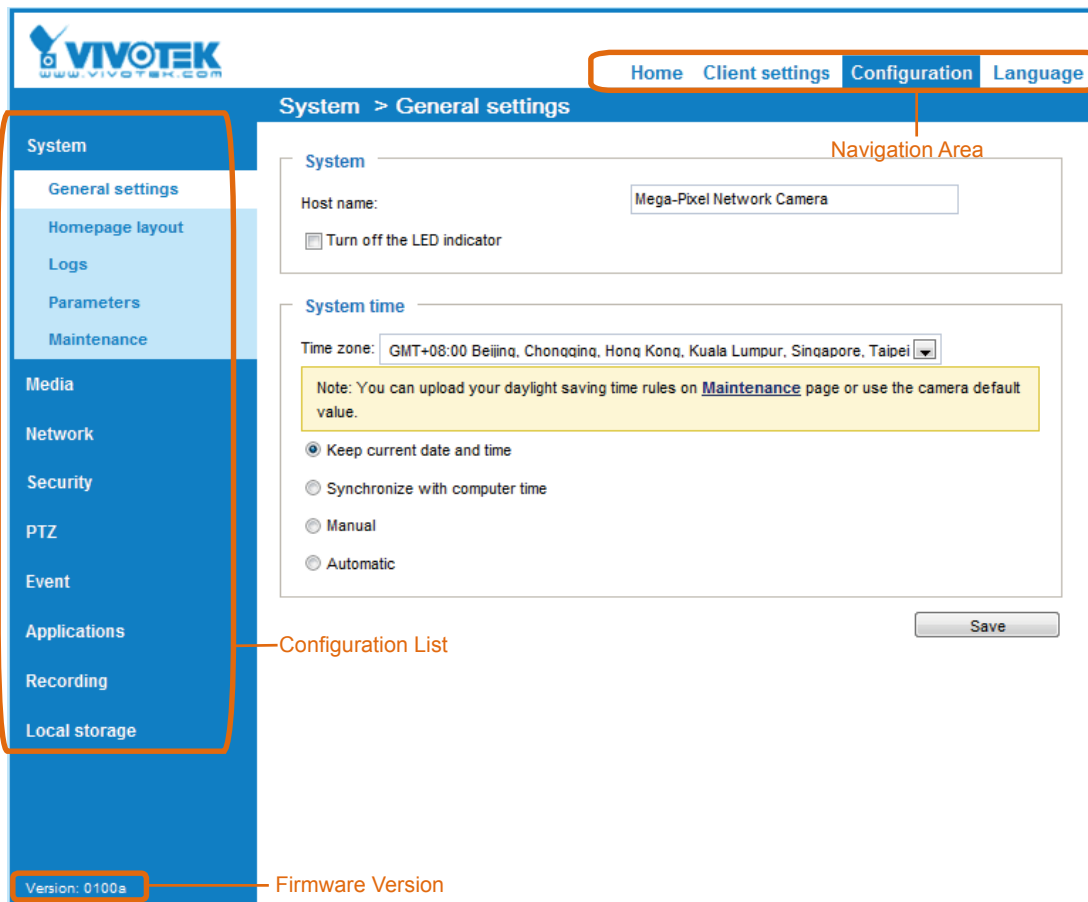 VIVOTEK
www.vivotek.com
Home Client settings Configuration Language
System > General settings
Navigation Area
System
General settings
Homepage layout
Logs
Parameters
Maintenance
Media
Network
Security
PTZ
Event
Applications
Recording
Local storage
Version: 0100a
System
Host name: Mega-Pixel Network Camera
Turn off the LED indicator
System time
Time zone: GMT+08:00 Beijing, Chongqing, Hong Kong, Kuala Lumpur, Singapore, Taipei
Note: You can upload your daylight saving time rules on Maintenance page or use the camera default
value.
Keep current date and time
Synchronize with computer time
Manual
Automatic
Save
Configuration List
Firmware Version